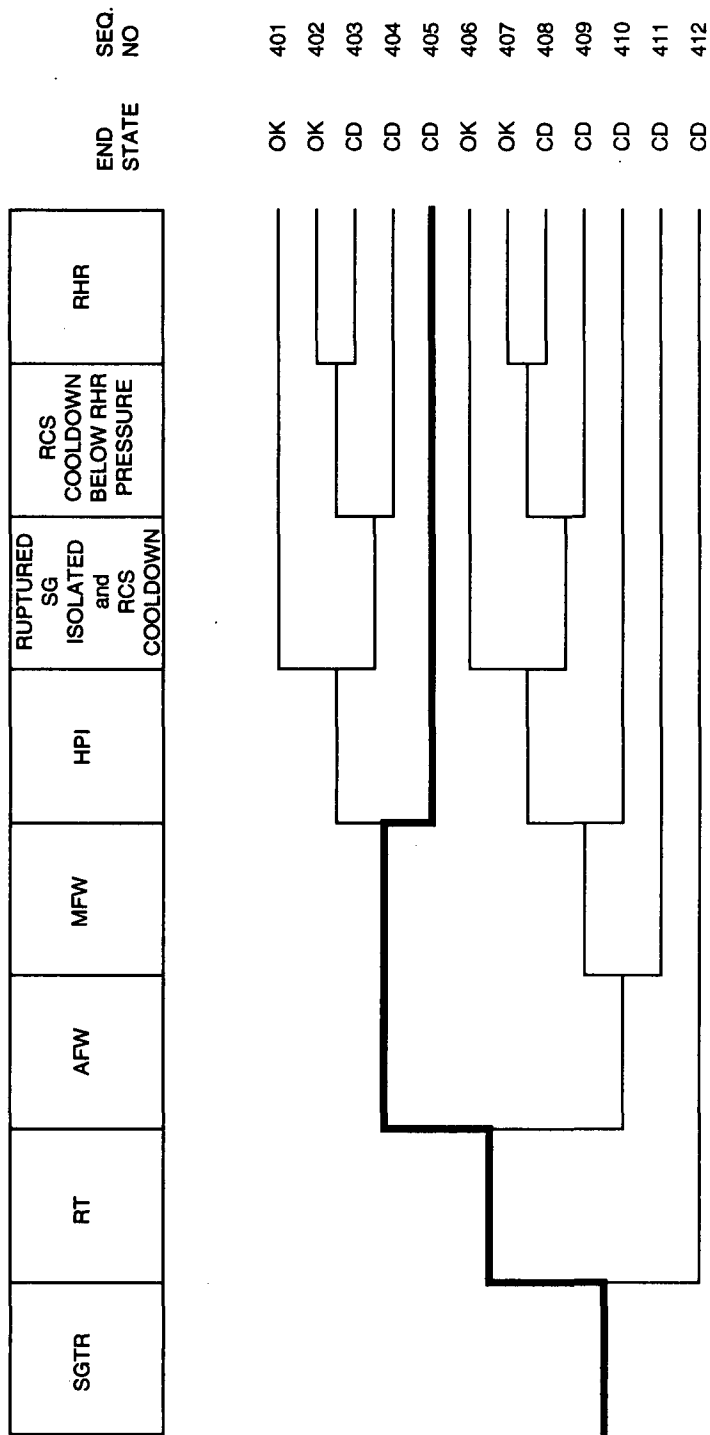 SGTR
RT
AFW
MFW
HPI
RUPTURED
SG
ISOLATED
and
RCS
COOLDOWN
RCS
COOLDOWN
BELOW RHR
PRESSURE
RHR
END
STATE
SEQ.
NO
OK 401
OK 402
CD 403
CD 404
CD 405
OK 406
OK 407
CD 408
CD 409
CD 410
CD 411
CD 412